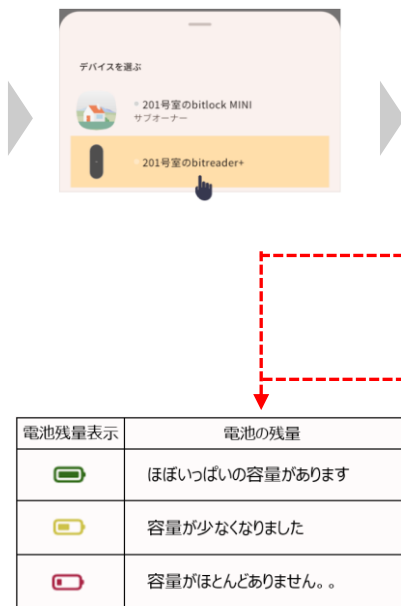 デバイスを選ぶ
201号室のbitlock MINI
サブオーナー
201号室のbitreader+
電池残量表示 電池の残量
ほぼいっぱいの容量があります
容量が少なくなりました
容量がほとんどありません。。